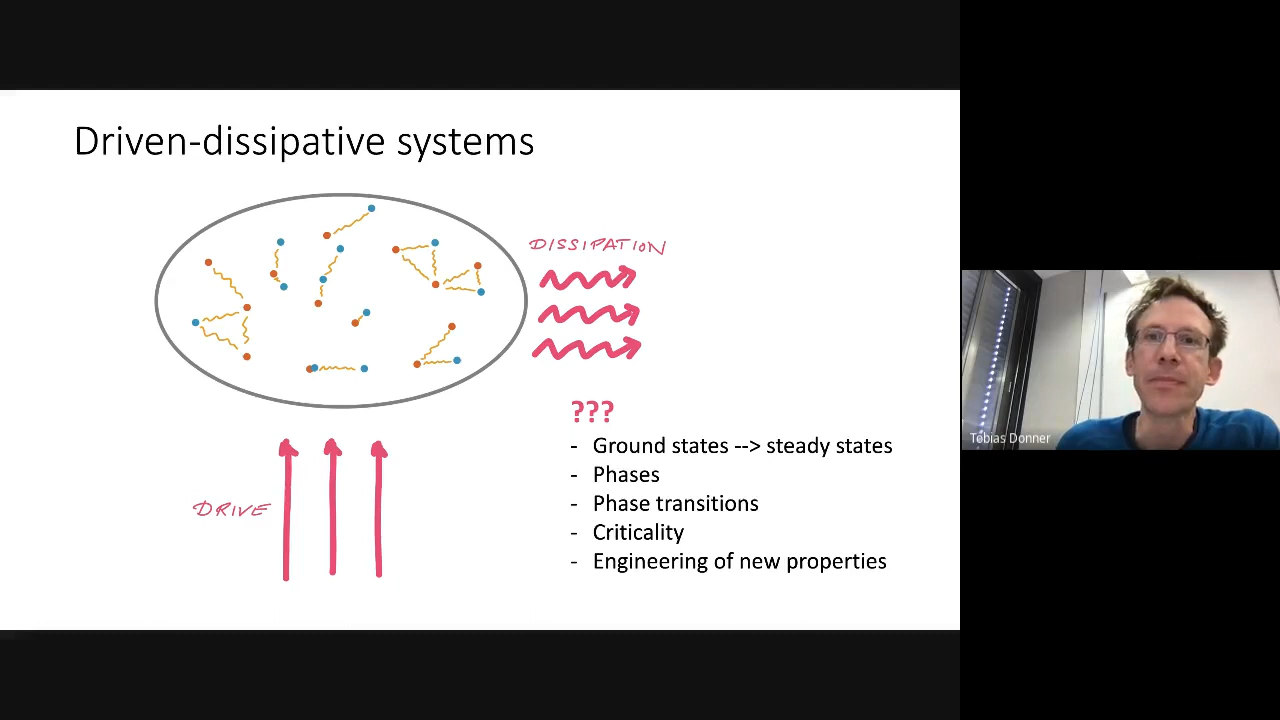 Driven-dissipative systems
DISSIPATION
DRIVE
???
- Ground states --> steady states
- Phases
- Phase transitions
- Criticality
- Engineering of new properties
Tobias Donner